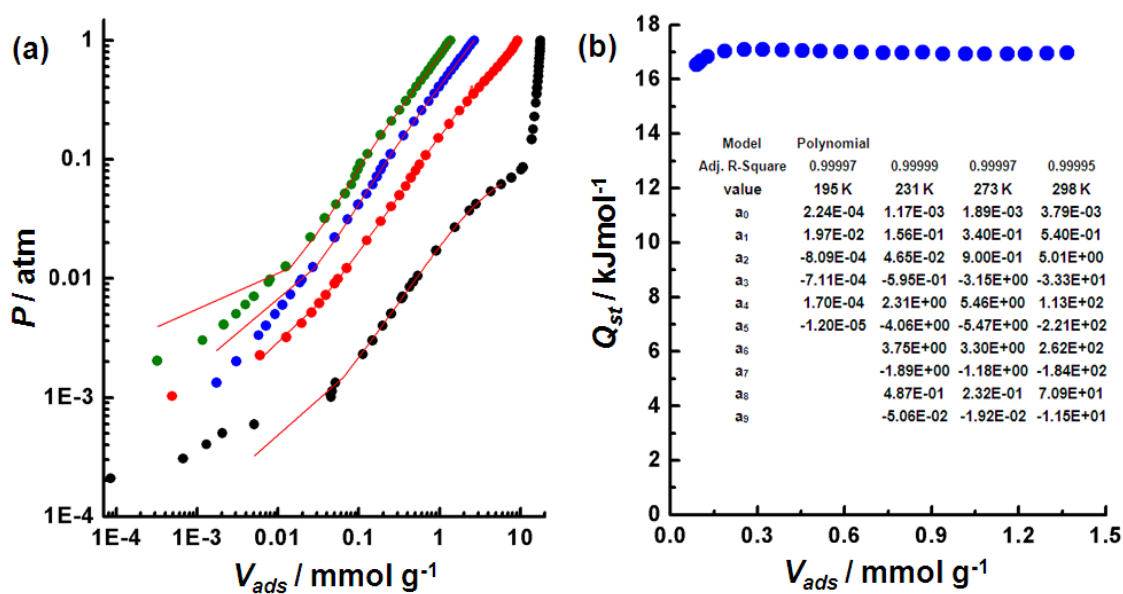 (a)
P / atm
1
0.1
0.01
1E-3
1E-4
1E-4 1E-3 0.01 0.1 1 10
V_ads / mmol g⁻¹
(b)
Q_st / kJmol⁻¹
18
16
14
12
10
8
6
4
2
0
Model Polynomial
Adj. R-Square 0.99997 0.99999 0.99997 0.99995
value 195 K 231 K 273 K 298 K
a₀ 2.24E-04 1.17E-03 1.89E-03 3.79E-03
a₁ 1.97E-02 1.56E-01 3.40E-01 5.40E-01
a₂ -8.09E-04 4.65E-02 9.00E-01 5.01E+00
a₃ -7.11E-04 -5.95E-01 -3.15E+00 -3.33E+01
a₄ 1.70E-04 2.31E+00 5.46E+00 1.13E+02
a₅ -1.20E-05 -4.06E+00 -5.47E+00 -2.21E+02
a₆ 3.75E+00 3.30E+00 2.62E+02
a₇ -1.89E+00 -1.18E+00 -1.84E+02
a₈ 4.87E-01 2.32E-01 7.09E+01
a₉ -5.06E-02 -1.92E-02 -1.15E+01
0.0 0.3 0.6 0.9 1.2 1.5
V_ads / mmol g⁻¹